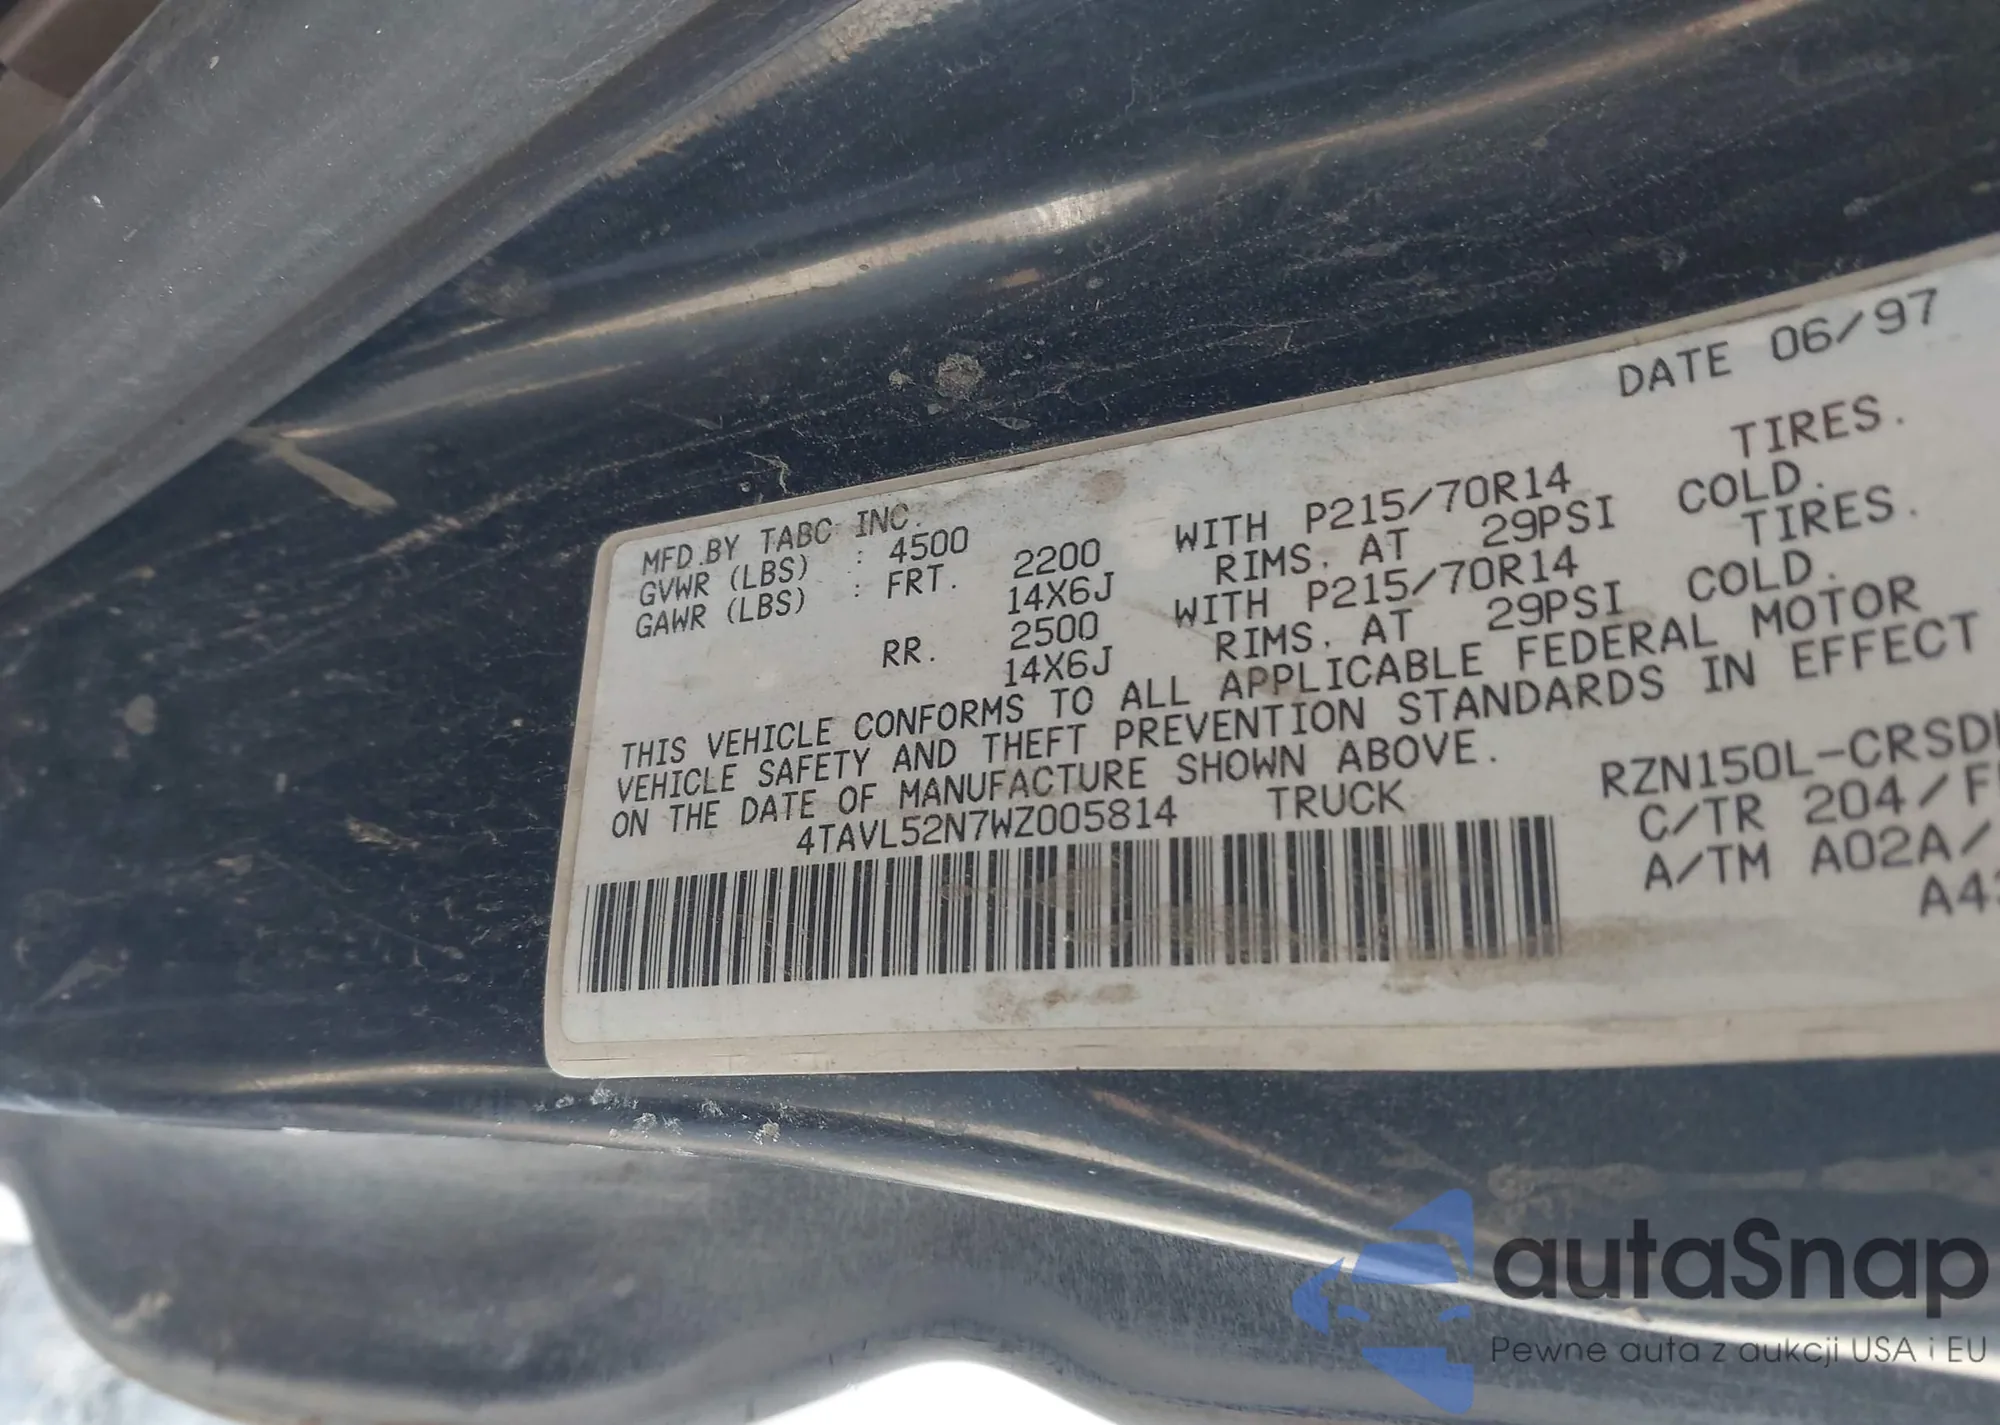 DATE 06/97
MFD.BY TABC INC.
GVWR (LBS) : 4500
GAWR (LBS) : FRT. 2200 WITH P215/70R14 TIRES.
14X6J RIMS. AT 29PSI COLD.
RR. 2500 WITH P215/70R14 TIRES.
14X6J RIMS. AT 29PSI COLD.
THIS VEHICLE CONFORMS TO ALL APPLICABLE FEDERAL MOTOR
VEHICLE SAFETY AND THEFT PREVENTION STANDARDS IN EFFECT
ON THE DATE OF MANUFACTURE SHOWN ABOVE.
4TAVL52N7WZ005814 TRUCK
RZN150L-CRSD
C/TR 204/F
A/TM A02A/
A4
autaSnap
Pewne auta z aukcji USA i EU